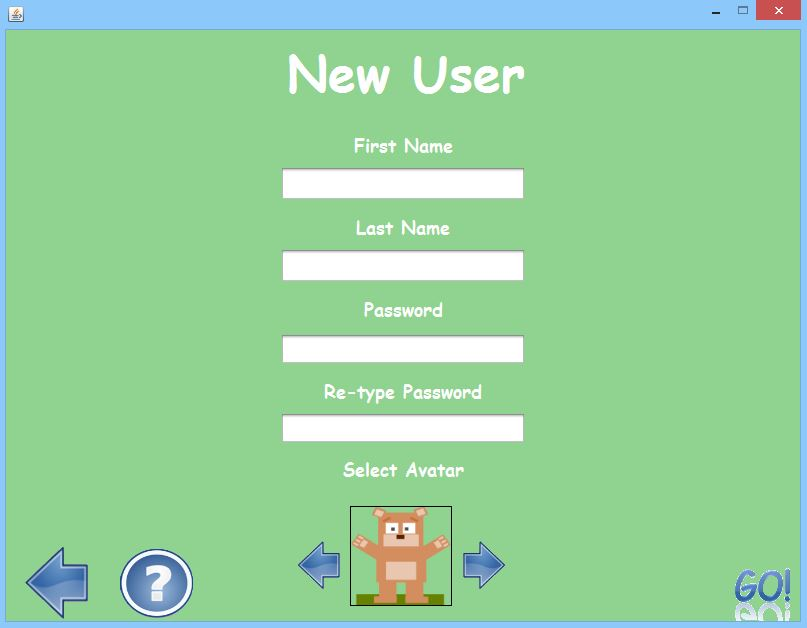 New User
First Name
Last Name
Password
Re-type Password
Select Avatar
?
GO!